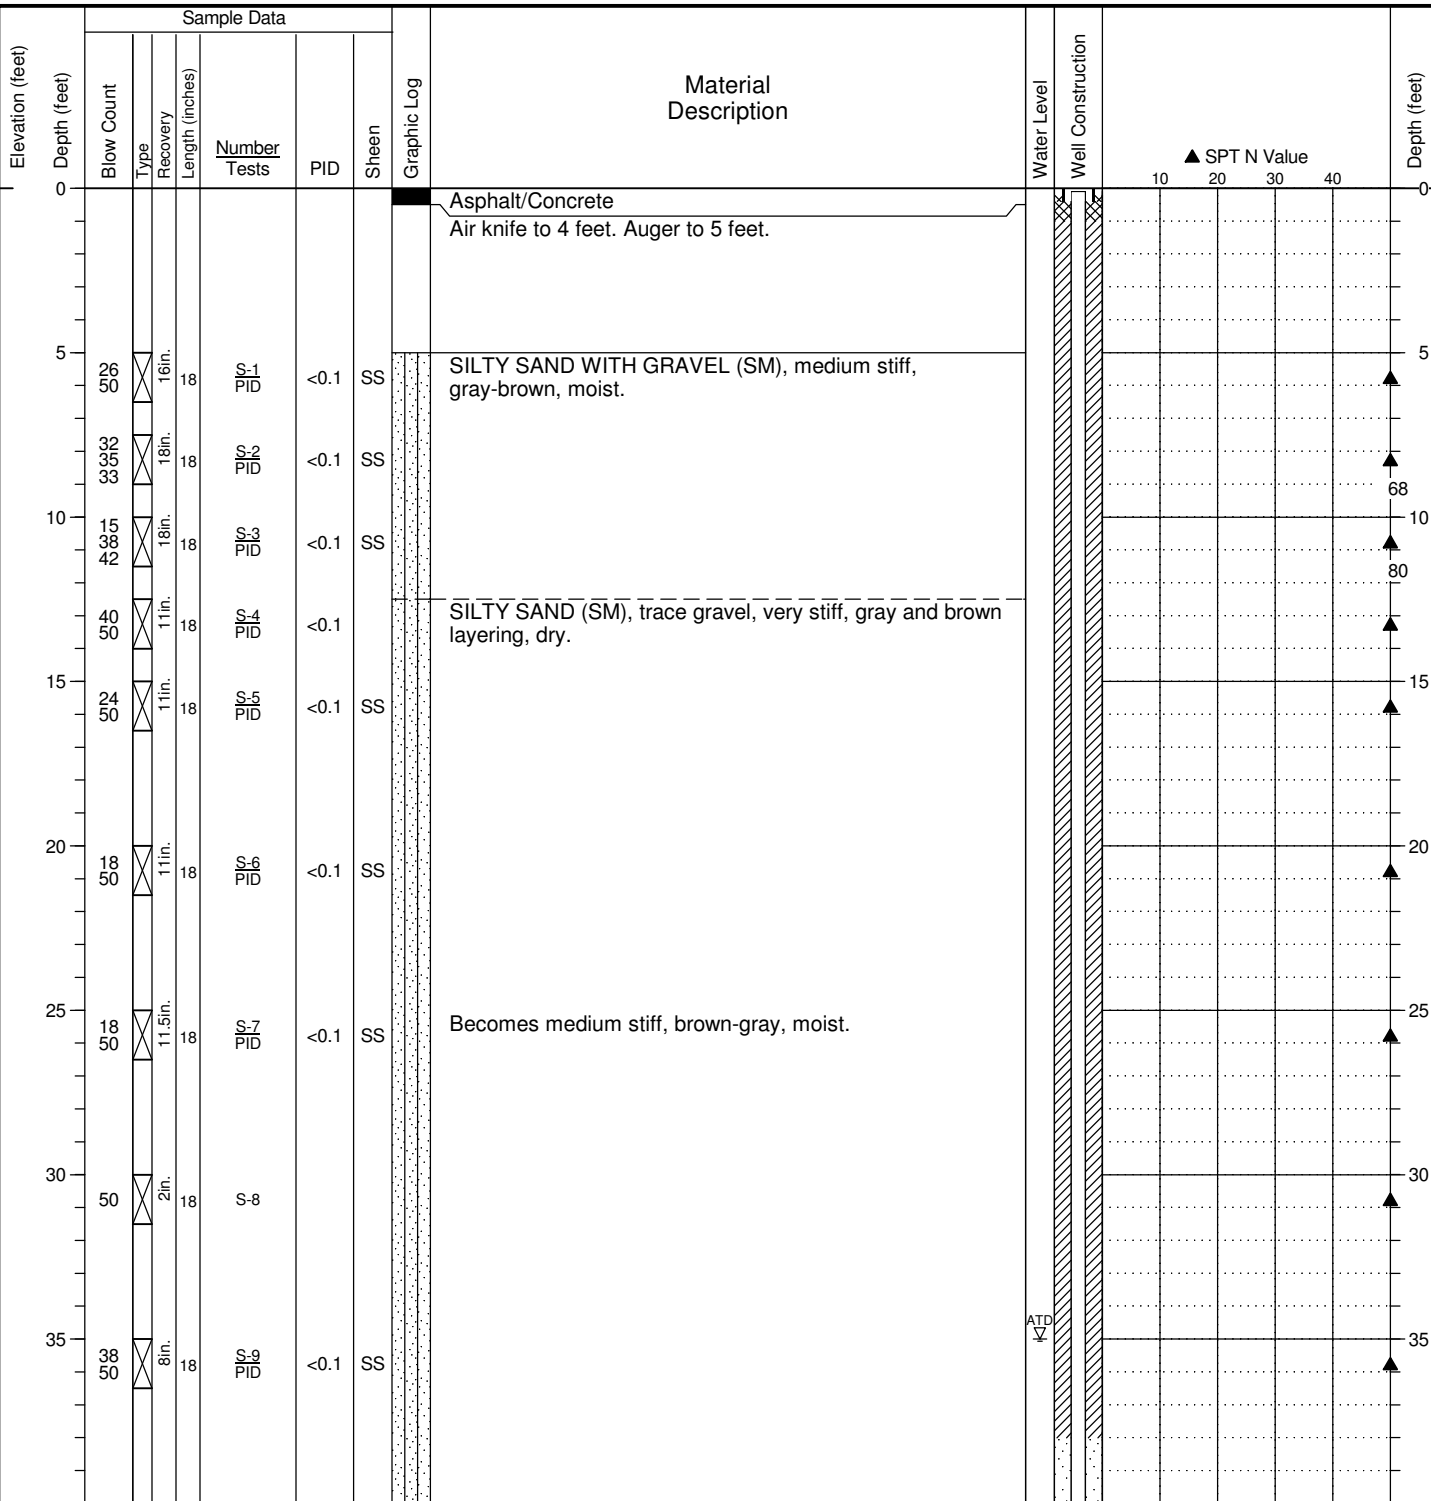 Sample Data
Elevation (feet)
Depth (feet)
Blow Count
Type
Recovery
Length (inches)
Number
Tests
PID
Sheen
Graphic Log
Material
Description
Water Level
Well Construction
▲ SPT N Value
10 20 30 40
Depth (feet)
0 0
Asphalt/Concrete
Air knife to 4 feet. Auger to 5 feet.
5 5
26
50
16in.
18
S-1
PID
<0.1
SS
SILTY SAND WITH GRAVEL (SM), medium stiff,
gray-brown, moist.
32
35
33
18in.
18
S-2
PID
<0.1
SS
68
10 10
15
38
42
18in.
18
S-3
PID
<0.1
SS
80
40
50
11in.
18
S-4
PID
<0.1
SILTY SAND (SM), trace gravel, very stiff, gray and brown
layering, dry.
15 15
24
50
11in.
18
S-5
PID
<0.1
SS
20 20
18
50
11in.
18
S-6
PID
<0.1
SS
25 25
18
50
11.5in.
18
S-7
PID
<0.1
SS
Becomes medium stiff, brown-gray, moist.
30 30
50
2in.
18
S-8
ATD
35 35
38
50
8in.
18
S-9
PID
<0.1
SS